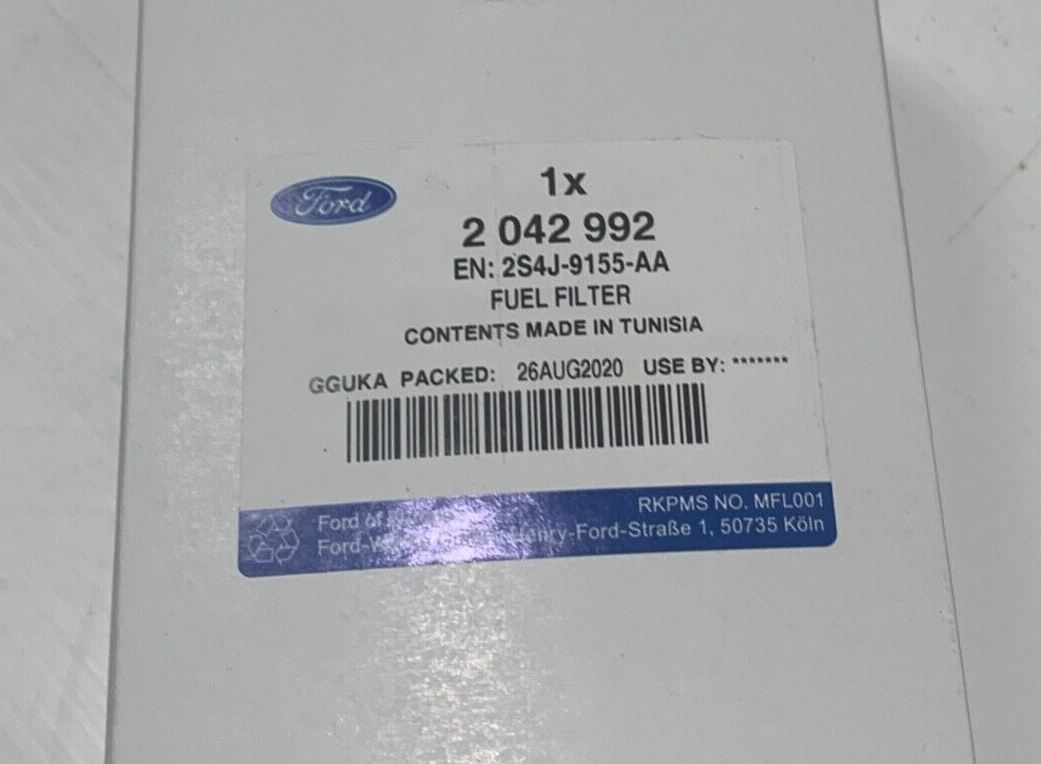 Ford
1x
2 042 992
EN: 2S4J-9155-AA
FUEL FILTER
CONTENTS MADE IN TUNISIA
GGUKA PACKED: 26AUG2020 USE BY: *******
RKPMS NO. MFL001
Ford of
Henry-Ford-Straße 1, 50735 Köln